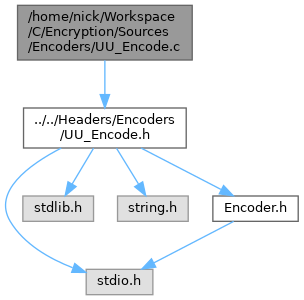 /home/nick/Workspace
/C/Encryption/Sources
/Encoders/UU_Encode.c
../../Headers/Encoders
/UU_Encode.h
stdlib.h
string.h
Encoder.h
stdio.h